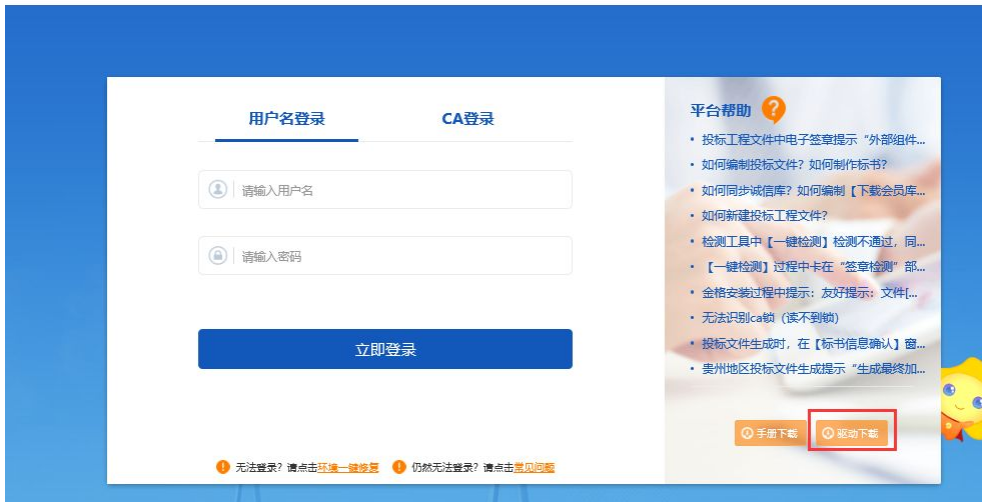 用户名登录
CA登录
请输入用户名
请输入密码
立即登录
无法登录？请点击环境一键修复
仍然无法登录？请点击常见问题
平台帮助
• 投标工程文件中电子签章提示“外部组件...
• 如何编制投标文件？如何制作标书？
• 如何同步诚信库？如何编制【下载会员库...
• 如何新建投标工程文件？
• 检测工具中【一键检测】检测不通过，同...
• 【一键检测】过程中卡在“签章检测”部...
• 金格安装过程中提示：友好提示：文件[...
• 无法识别ca锁（读不到锁）
• 投标文件生成时，在【标书信息确认】窗...
• 贵州地区投标文件生成提示“生成最终加...
手册下载
驱动下载